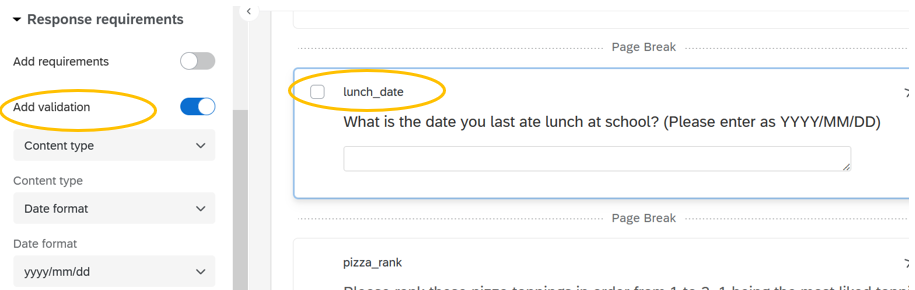 Response requirements
Add requirements
Add validation
Content type
Content type
Date format
Date format
yyyy/mm/dd
Page Break
lunch_date
What is the date you last ate lunch at school? (Please enter as YYYY/MM/DD)
Page Break
pizza_rank